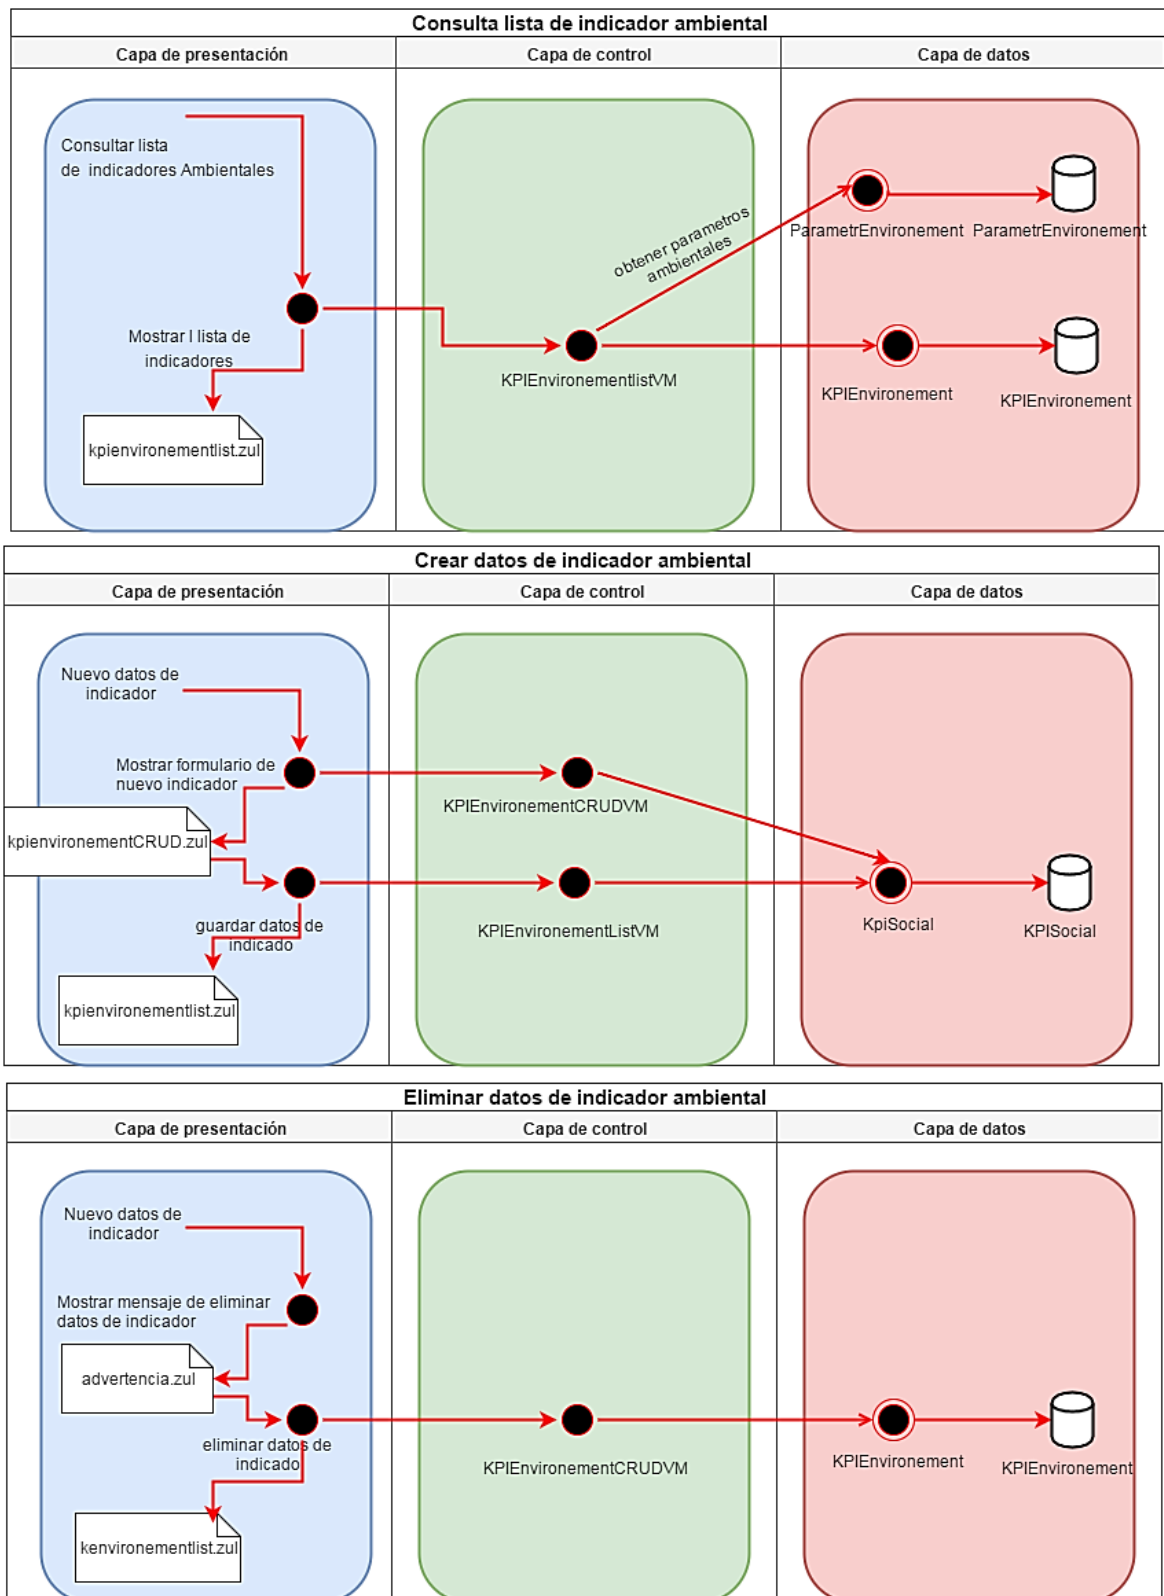 Consulta lista de indicador ambiental
Capa de presentación
Capa de control
Capa de datos
Consultar lista
de indicadores Ambientales
obtener parametros
ambientales
ParametrEnvironement
ParametrEnvironement
Mostrar l lista de
indicadores
KPIEnvironementlistVM
KPIEnvironement
KPIEnvironement
kpienvironementlist.zul
Crear datos de indicador ambiental
Capa de presentación
Capa de control
Capa de datos
Nuevo datos de
indicador
Mostrar formulario de
nuevo indicador
KPIEnvironementCRUDVM
kpienvironementCRUD.zul
guardar datos de
indicado
KPIEnvironementListVM
KpiSocial
KPISocial
kpienvironementlist.zul
Eliminar datos de indicador ambiental
Capa de presentación
Capa de control
Capa de datos
Nuevo datos de
indicador
Mostrar mensaje de eliminar
datos de indicador
advertencia.zul
eliminar datos de
indicado
KPIEnvironementCRUDVM
KPIEnvironement
KPIEnvironement
kenvironementlist.zul